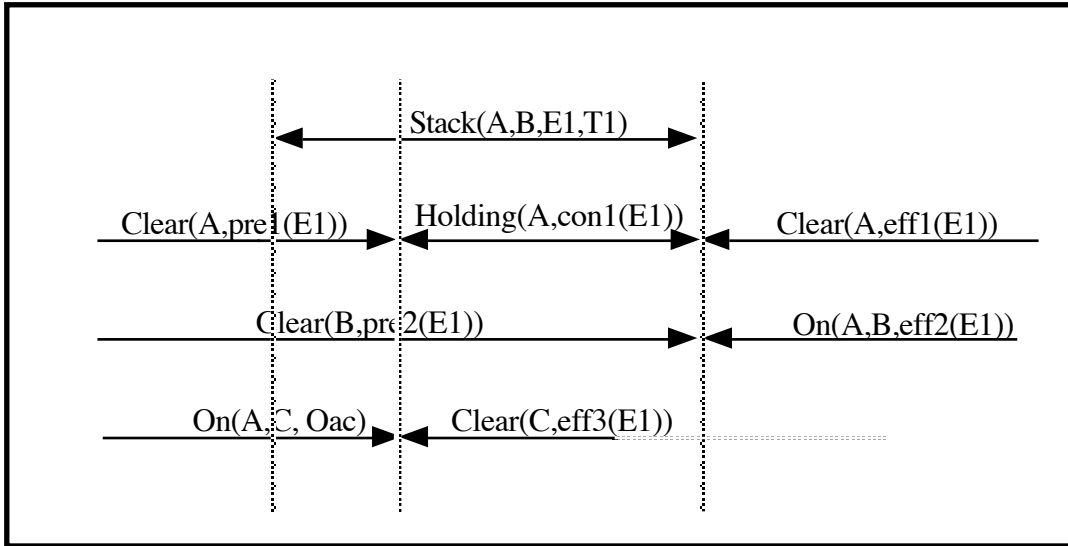 Stack(A,B,E1,T1)
Clear(A,pre1(E1)) Holding(A,con1(E1)) Clear(A,eff1(E1))
Clear(B,pre2(E1)) On(A,B,eff2(E1))
On(A,C, Oac) Clear(C,eff3(E1))